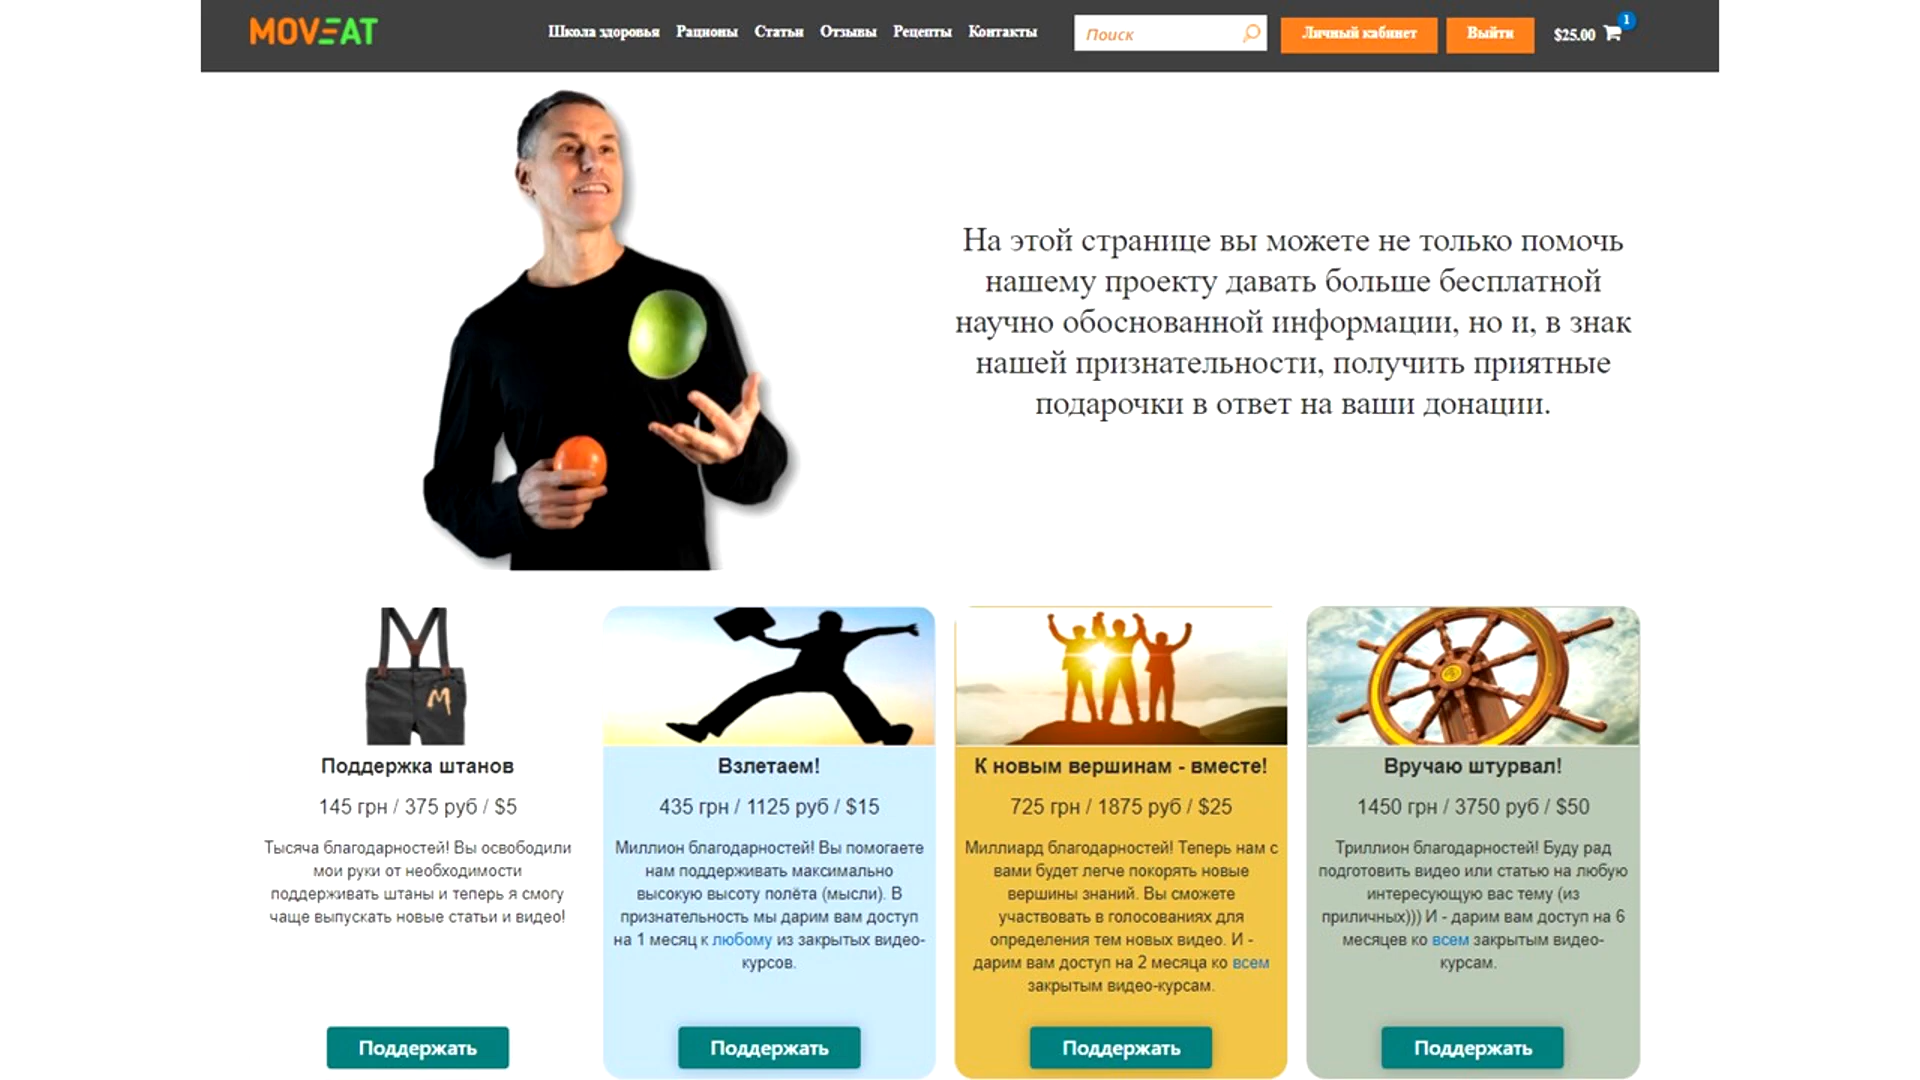 MOVEAT
Школа здоровья Рационы Статьи Отзывы Рецепты Контакты
Поиск
Личный кабинет
Выйти
$25.00
1
На этой странице вы можете не только помочь
нашему проекту давать больше бесплатной
научно обоснованной информации, но и, в знак
нашей признательности, получить приятные
подарочки в ответ на ваши донации.
М
Поддержка штанов
145 грн / 375 руб / $5
Тысяча благодарностей! Вы освободили
мои руки от необходимости
поддерживать штаны и теперь я смогу
чаще выпускать новые статьи и видео!
Поддержать
Взлетаем!
435 грн / 1125 руб / $15
Миллион благодарностей! Вы помогаете
нам поддерживать максимально
высокую высоту полёта (мысли). В
признательность мы дарим вам доступ
на 1 месяц к любому из закрытых видео-
курсов.
Поддержать
К новым вершинам - вместе!
725 грн / 1875 руб / $25
Миллиард благодарностей! Теперь нам с
вами будет легче покорять новые
вершины знаний. Вы сможете
участвовать в голосованиях для
определения тем новых видео. И -
дарим вам доступ на 2 месяца ко всем
закрытым видео-курсам.
Поддержать
Вручаю штурвал!
1450 грн / 3750 руб / $50
Триллион благодарностей! Буду рад
подготовить видео или статью на любую
интересующую вас тему (из
приличных))) И - дарим вам доступ на 6
месяцев ко всем закрытым видео-
курсам.
Поддержать